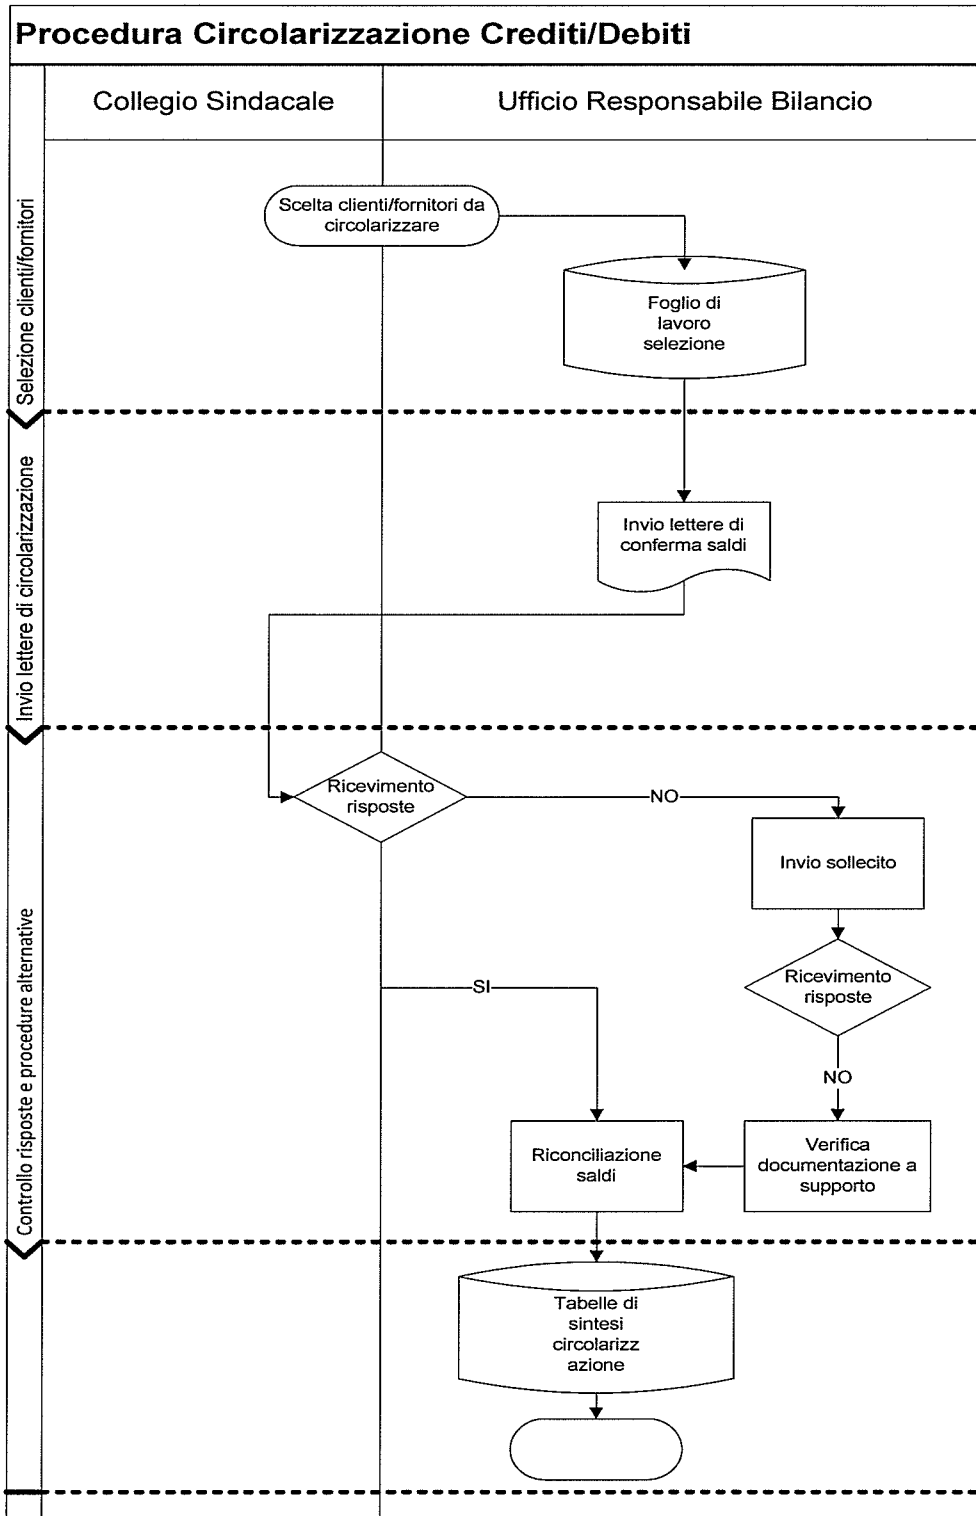 Procedura Circolarizzazione Crediti/Debiti
Collegio Sindacale
Ufficio Responsabile Bilancio
Selezione clienti/fornitori
Scelta clienti/fornitori da
circolarizzare
Foglio di
lavoro
selezione
Invio lettere di circolarizzazione
Invio lettere di
conferma saldi
Controllo risposte e procedure alternative
Ricevimento
risposte
NO
Invio sollecito
Ricevimento
risposte
SI
NO
Riconciliazione
saldi
Verifica
documentazione a
supporto
Tabelle di
sintesi
circolarizz
azione